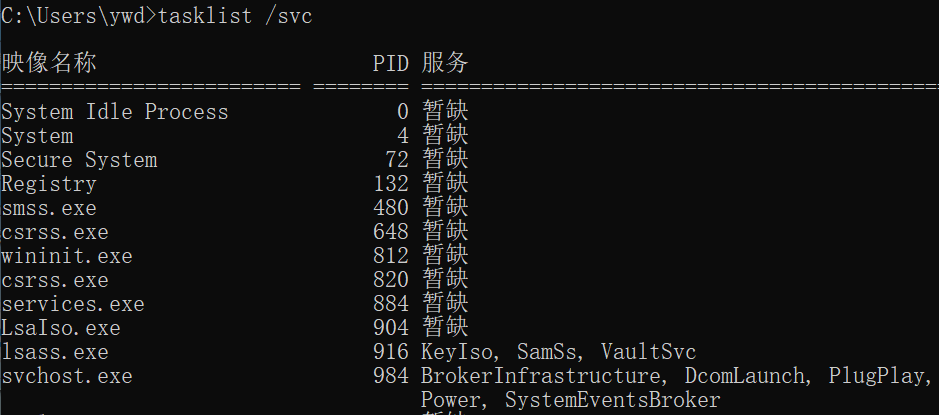 C:\Users\ywd>tasklist /svc
映像名称                       PID 服务
========================= ======== ===========================================
System Idle Process              0 暂缺
System                           4 暂缺
Secure System                   72 暂缺
Registry                       132 暂缺
smss.exe                       480 暂缺
csrss.exe                      648 暂缺
wininit.exe                    812 暂缺
csrss.exe                      820 暂缺
services.exe                   884 暂缺
LsaIso.exe                     904 暂缺
lsass.exe                      916 KeyIso, SamSs, VaultSvc
svchost.exe                    984 BrokerInfrastructure, DcomLaunch, PlugPlay,
                                   Power, SystemEventsBroker